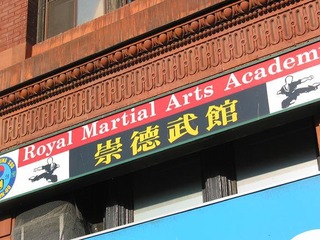 Royal Martial Arts Academ
崇德武館